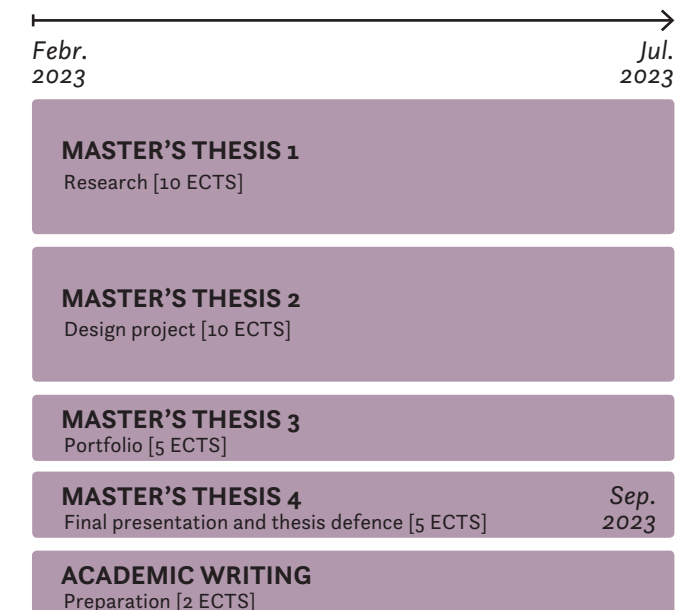 Febr.
2023
Jul.
2023
MASTER’S THESIS 1
Research [10 ECTS]
MASTER’S THESIS 2
Design project [10 ECTS]
MASTER’S THESIS 3
Portfolio [5 ECTS]
MASTER’S THESIS 4
Final presentation and thesis defence [5 ECTS]
Sep.
2023
ACADEMIC WRITING
Preparation [2 ECTS]